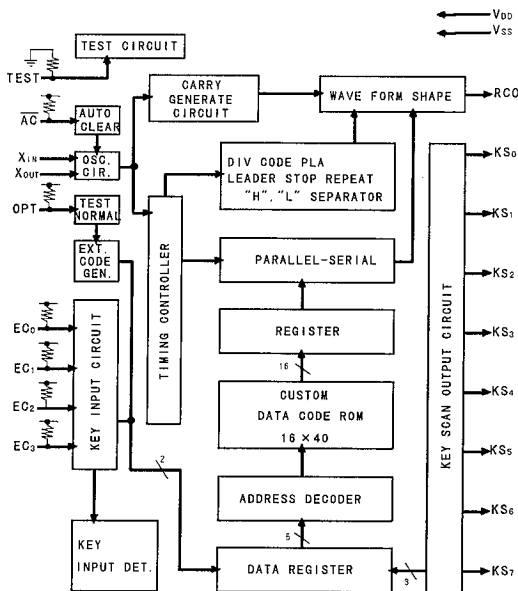 VDD
VSS
TEST CIRCUIT
TEST
CARRY
GENERATE
CIRCUIT
WAVE FORM SHAPE
RCO
AC
AUTO
CLEAR
XIN
XOUT
OSC.
CIR.
DIV CODE PLA
LEADER STOP REPEAT
"H", "L" SEPARATOR
KS0
OPT
TEST
NORMAL
KS1
EXT.
CODE
GEN.
TIMING CONTROLLER
PARALLEL-SERIAL
KS2
EC0
EC1
EC2
EC3
KEY INPUT CIRCUIT
REGISTER
KS3
16
CUSTOM
DATA CODE ROM
16 × 40
KEY SCAN OUTPUT CIRCUIT
KS4
KS5
2
ADDRESS DECODER
KS6
KEY
INPUT DET.
DATA REGISTER
3
KS7